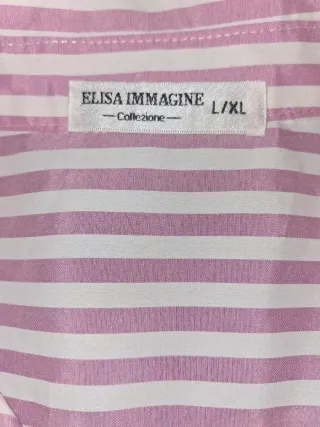 ELISA IMMAGINE L/XL
— Collezione —